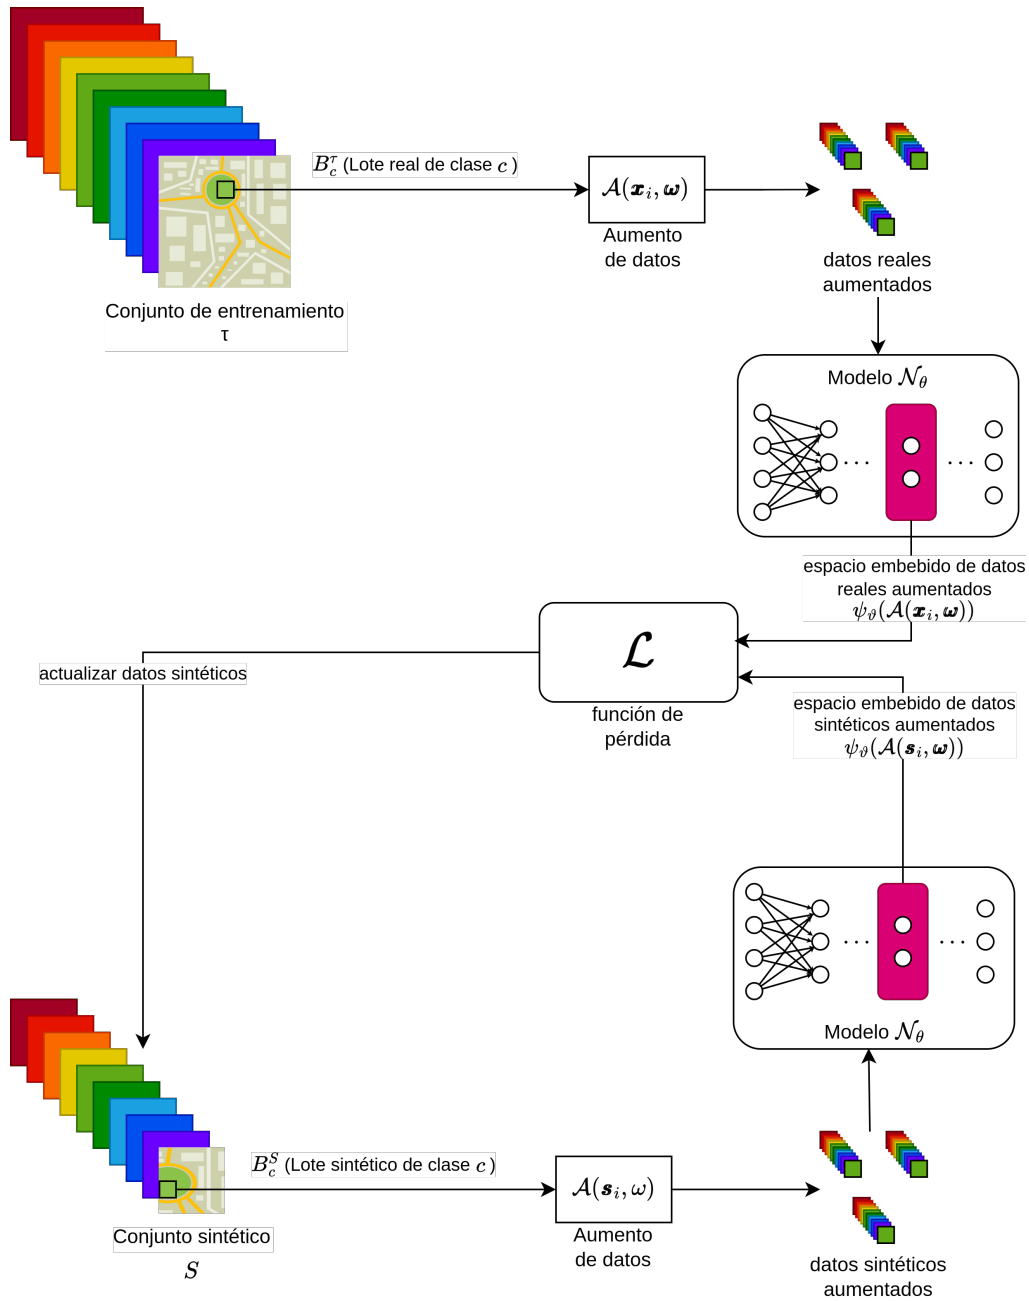 B_c^τ (Lote real de clase c )
𝒜(𝒙_i, 𝝎)
Aumento
de datos
datos reales
aumentados
Conjunto de entrenamiento
τ
Modelo 𝒩_θ
...
...
espacio embebido de datos
reales aumentados
ψ_ϑ(𝒜(𝒙_i, 𝝎))
ℒ
función de
pérdida
actualizar datos sintéticos
espacio embebido de datos
sintéticos aumentados
ψ_ϑ(𝒜(𝒔_i, 𝝎))
...
...
Modelo 𝒩_θ
B_c^S (Lote sintético de clase c )
𝒜(𝒔_i, ω)
Aumento
de datos
Conjunto sintético
S
datos sintéticos
aumentados